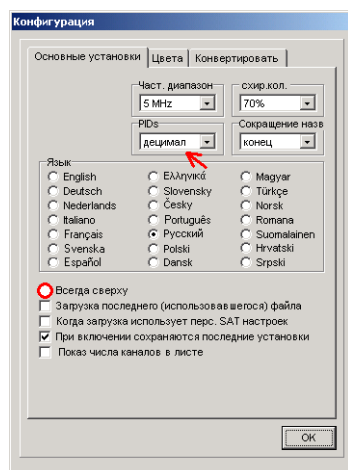 Конфигурация
Основные установки Цвета Конвертировать
Част. диапазон схир.кол.
5 MHz 70%
PIDs Сокращение назв
децимал конец
Язык
English Ελληνικά Magyar
Deutsch Slovensky Türkçe
Nederlands Česky Norsk
Italiano Português Romana
Français Русский Suomalainen
Svenska Polski Hrvatski
Español Dansk Srpski
Всегда сверху
Загрузка последнего (использовавшегося) файла
Когда загрузка использует перс. SAT настроек
При включении сохраняются последние установки
Показ числа каналов в листе
OK